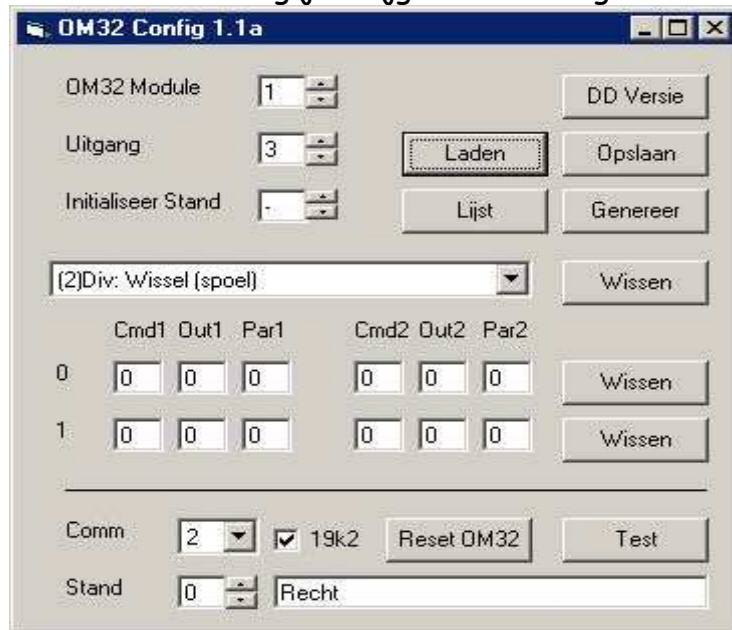 OM32 Config 1.1a
OM32 Module 1 DD Versie
Uitgang 3 Laden Opslaan
Initialiseer Stand - Lijst Genereer
(2)Div: Wissel (spoel) Wissen
Cmd1 Out1 Par1 Cmd2 Out2 Par2
0 0 0 0 0 0 0 Wissen
1 0 0 0 0 0 0 Wissen
Comm 2 19k2 Reset OM32 Test
Stand 0 Recht